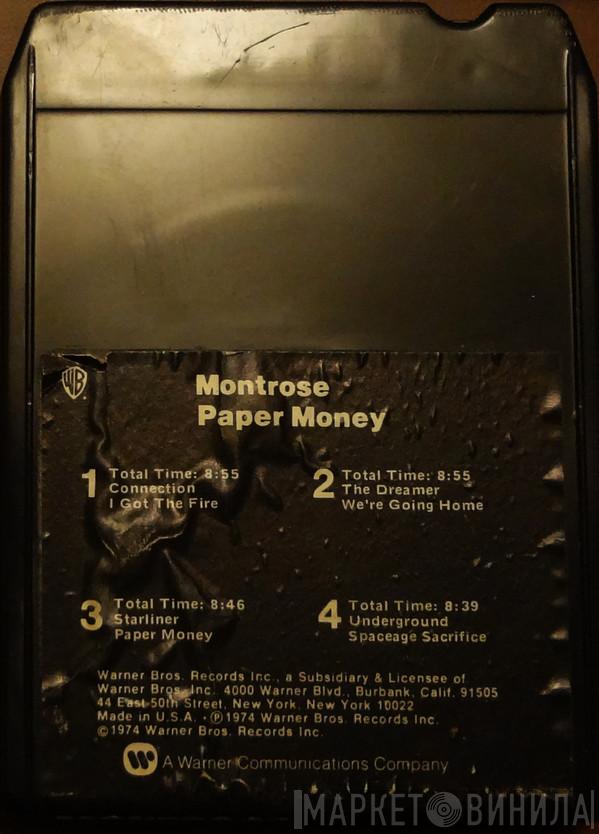 WB
Montrose
Paper Money
1 Total Time: 8:55
Connection
I Got The Fire
2 Total Time: 8:55
The Dreamer
We're Going Home
3 Total Time: 8:46
Starliner
Paper Money
4 Total Time: 8:39
Underground
Spaceage Sacrifice
Warner Bros. Records Inc., a Subsidiary & Licensee of
Warner Bros. Inc. 4000 Warner Blvd., Burbank, Calif. 91505
44 East 50th Street, New York, New York 10022
Made in U.S.A. · ℗1974 Warner Bros. Records Inc.
©1974 Warner Bros. Records Inc.
A Warner Communications Company
МАРКЕТ ВИНИЛА